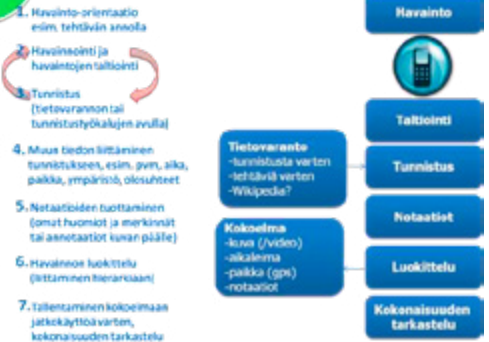 1. Havainto-orientaatio
esim. tehtävän annolla
2. Havainnointi ja
havaintojen taltiointi
3. Tunnistus
(tietovarannon tai
tunnistustyökalujen avulla)
4. Muun tiedon liittäminen
tunnistukseen, esim. pvm, aika,
paikka, ympäristö, olosuhteet
5. Notaatioiden tuottaminen
(omat huomiot ja merkinnät
tai annotaatiot kuvan päälle)
6. Havainnon luokittelu
(liittäminen hierarkiaan)
7. Tallentaminen kokoelmaan
jatkokäyttöä varten,
kokonaisuuden tarkastelu
Tietovaranto
-tunnistusta varten
-tehtäviä varten
-Wikipedia?
Kokoelma
-kuva (/video)
-aikaleima
-paikka (gps)
-notaatiot
Havainto
Taltiointi
Tunnistus
Notaatiot
Luokittelu
Kokonaisuuden
tarkastelu